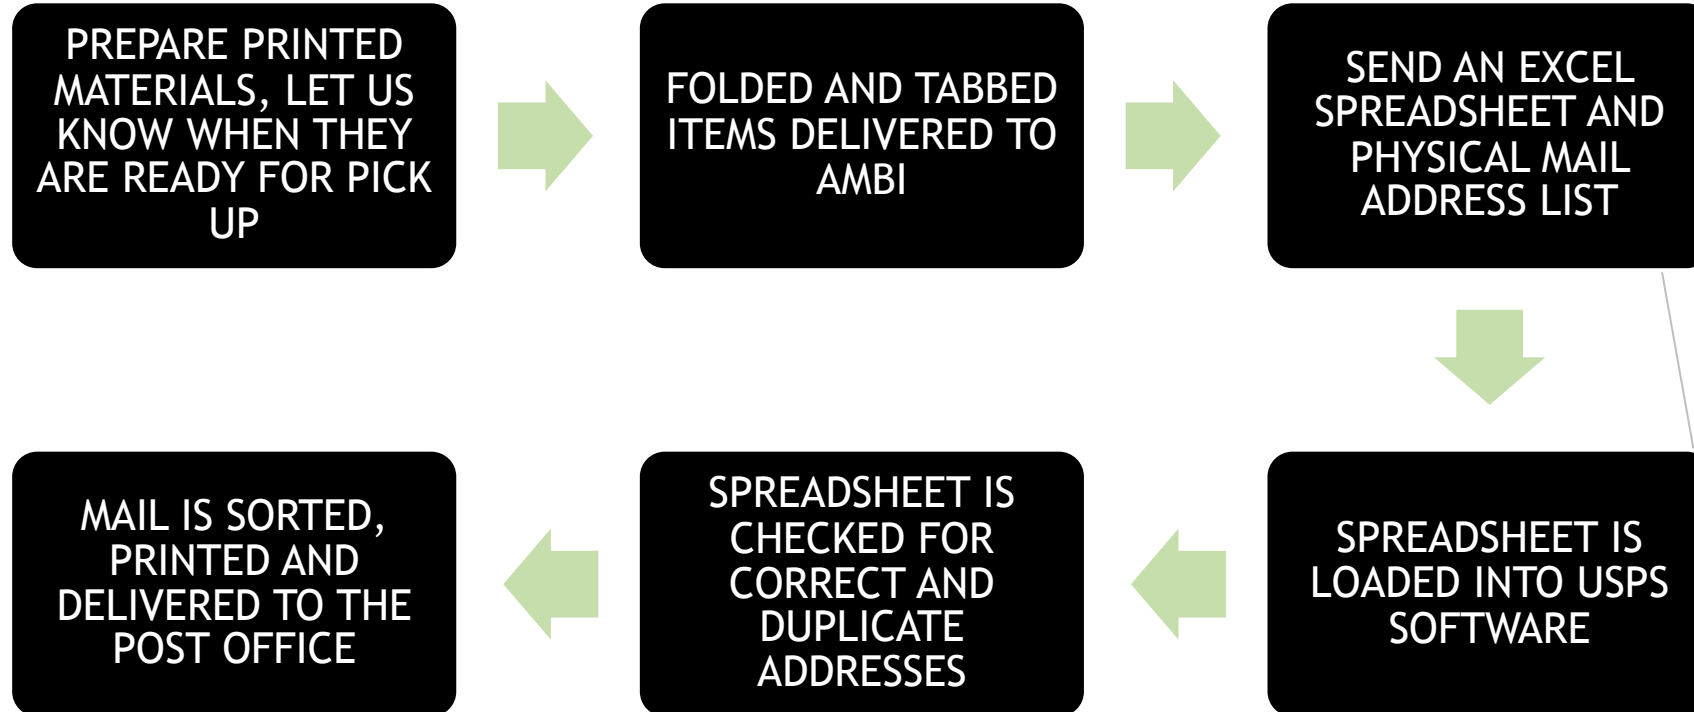 PREPARE PRINTED
MATERIALS, LET US
KNOW WHEN THEY
ARE READY FOR PICK
UP
FOLDED AND TABBED
ITEMS DELIVERED TO
AMBI
SEND AN EXCEL
SPREADSHEET AND
PHYSICAL MAIL
ADDRESS LIST
SPREADSHEET IS
LOADED INTO USPS
SOFTWARE
SPREADSHEET IS
CHECKED FOR
CORRECT AND
DUPLICATE
ADDRESSES
MAIL IS SORTED,
PRINTED AND
DELIVERED TO THE
POST OFFICE